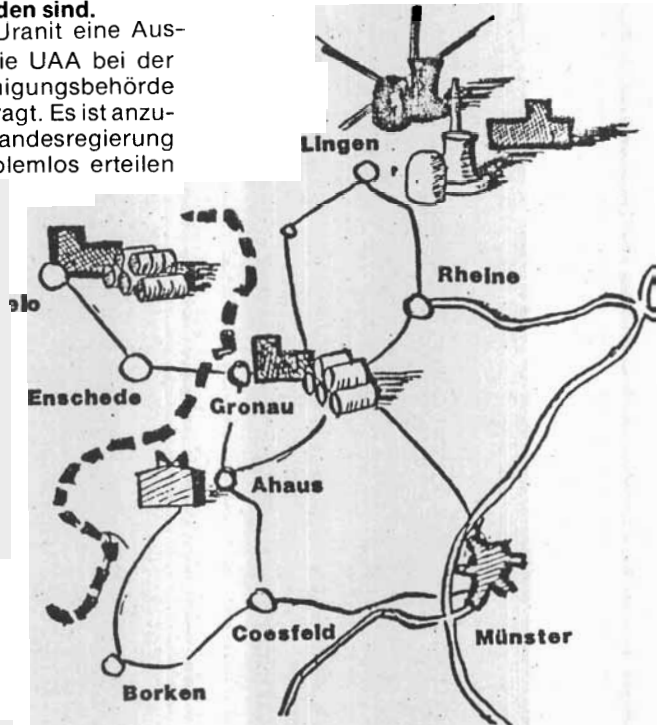 den sind.
Uranit eine Aus-
ie UAA bei der
nigungsbehörde
ragt. Es ist anzu-
andesregierung
blemlos erteilen
Lingen
Rheine
elo
Enschede
Gronau
Ahaus
Coesfeld
Münster
Borken